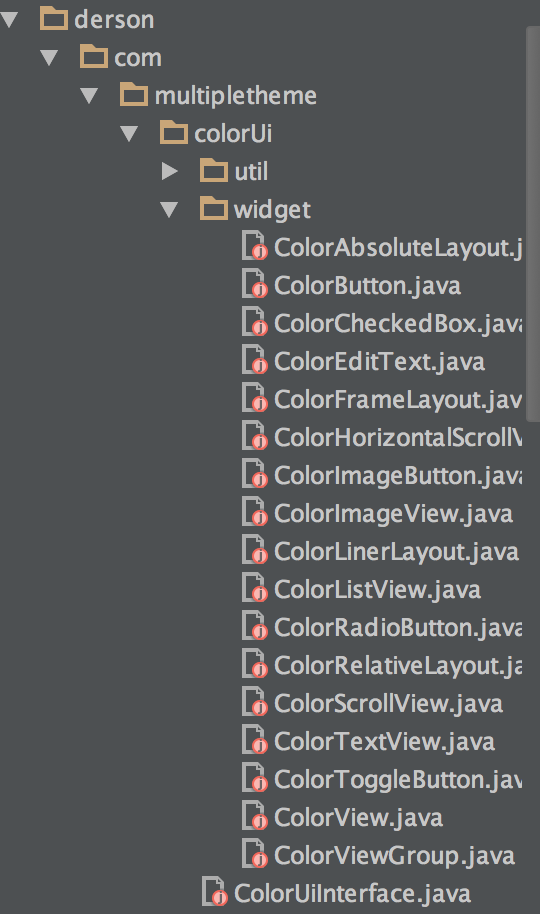 derson
com
multipletheme
colorUi
util
widget
ColorAbsoluteLayout.j
ColorButton.java
ColorCheckedBox.java
ColorEditText.java
ColorFrameLayout.jav
ColorHorizontalScrollV
ColorImageButton.java
ColorImageView.java
ColorLinerLayout.java
ColorListView.java
ColorRadioButton.java
ColorRelativeLayout.ja
ColorScrollView.java
ColorTextView.java
ColorToggleButton.jav
ColorView.java
ColorViewGroup.java
ColorUiInterface.java